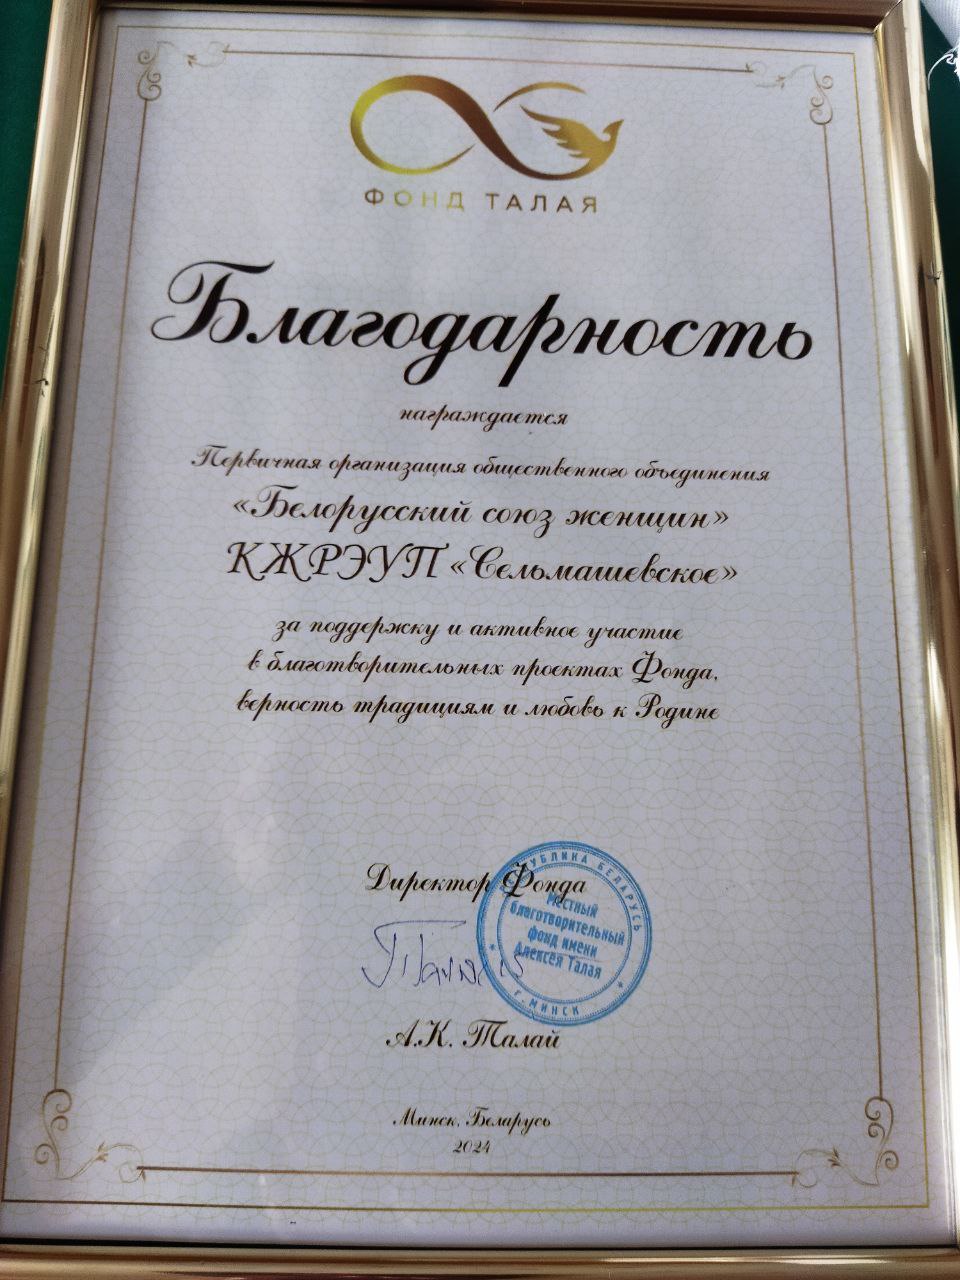 ФОНД ТАЛАЯ
Благодарность
награждается
Первичная организация общественного объединения
«Белорусский союз женщин»
КЖРЭУП «Сельмашевское»
за поддержку и активное участие
в благотворительных проектах Фонда,
верность традициям и любовь к Родине
Директор Фонда
РЕСПУБЛИКА БЕЛАРУСЬ
Местный
благотворительный
фонд имени
Алексея Талая
г. МИНСК
А.К. Талай
Минск, Беларусь
2024